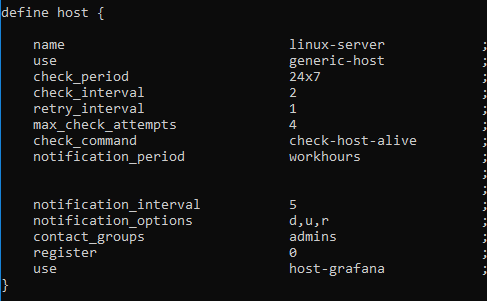 define host {
name linux-server ;
use generic-host ;
check_period 24x7 ;
check_interval 2 ;
retry_interval 1 ;
max_check_attempts 4 ;
check_command check-host-alive ;
notification_period workhours ;
;
;
notification_interval 5 ;
notification_options d,u,r ;
contact_groups admins ;
register 0 ;
use host-grafana ;
}